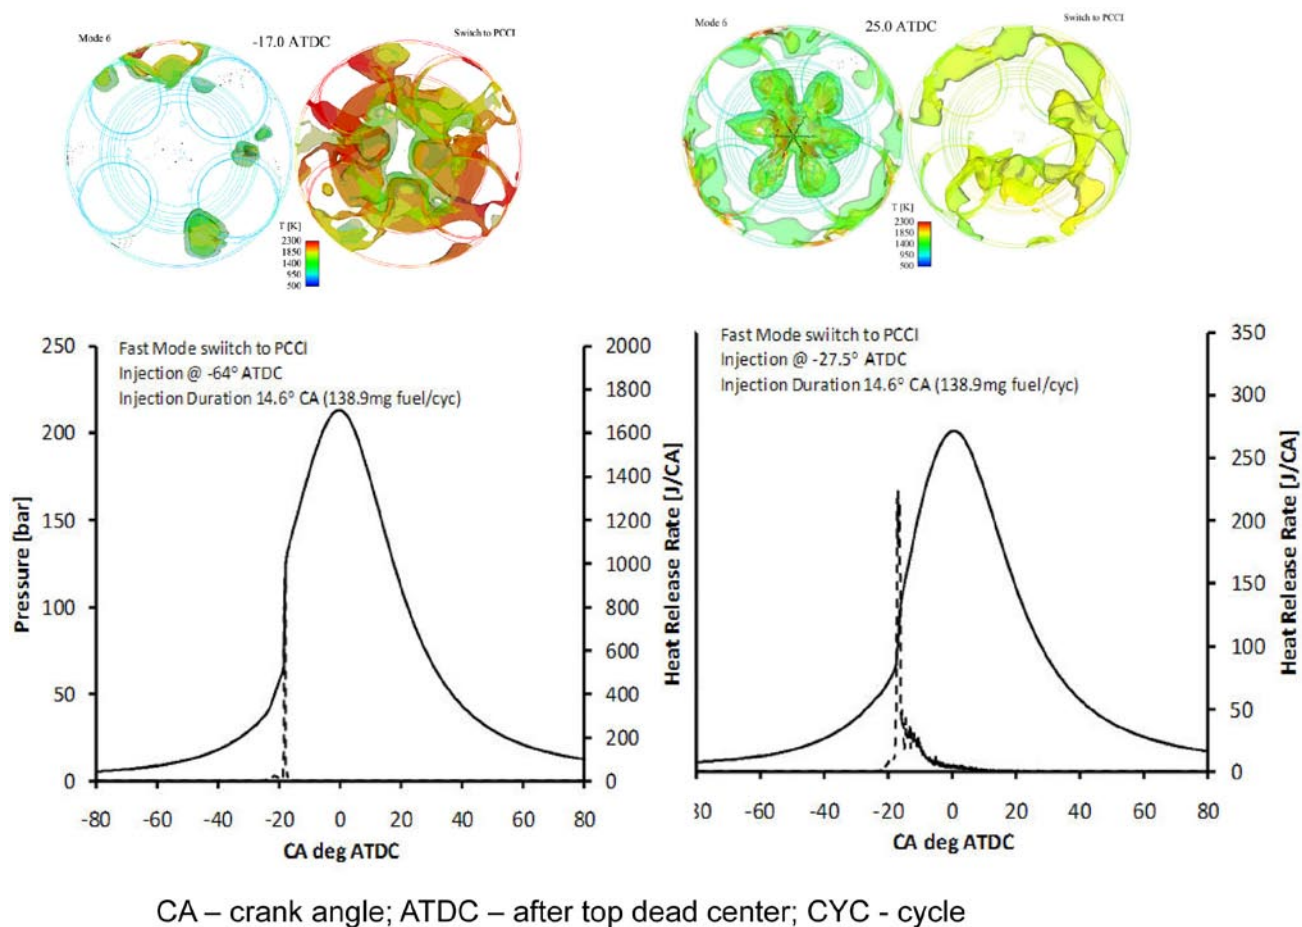 Mode 6
-17.0 ATDC
Switch to PCCI
T [K]
2300
1850
1400
950
500
Mode 6
25.0 ATDC
Switch to PCCI
T [K]
2300
1850
1400
950
500
Fast Mode swiitch to PCCI
Injection @ -64° ATDC
Injection Duration 14.6° CA (138.9mg fuel/cyc)
Pressure [bar]
250
200
150
100
50
0
2000
1800
1600
1400
1200
1000
800
600
400
200
0
Heat Release Rate [J/CA]
-80 -60 -40 -20 0 20 40 60 80
CA deg ATDC
Fast Mode swiitch to PCCI
Injection @ -27.5° ATDC
Injection Duration 14.6° CA (138.9mg fuel/cyc)
350
300
250
200
150
100
50
0
Heat Release Rate [J/CA]
30 -60 -40 -20 0 20 40 60 80
CA deg ATDC
CA – crank angle; ATDC – after top dead center; CYC - cycle